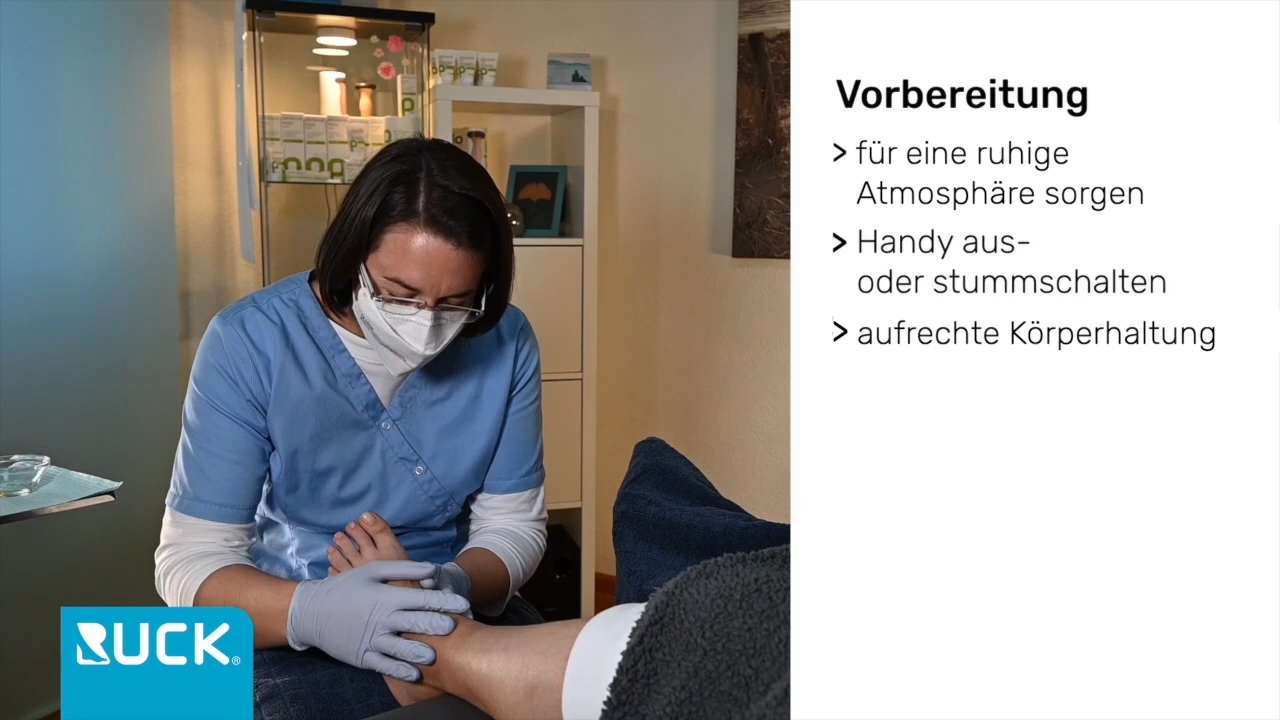 Vorbereitung
> für eine ruhige
Atmosphäre sorgen
> Handy aus-
oder stummschalten
> aufrechte Körperhaltung
RUCK®